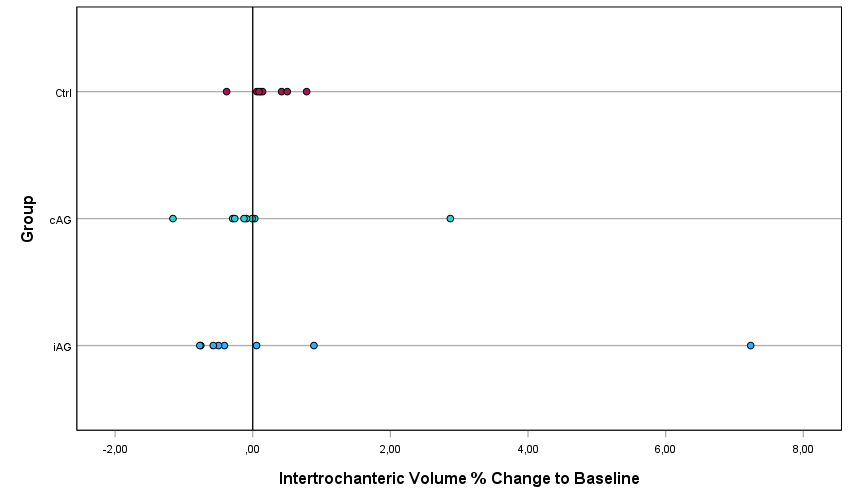 Ctrl
cAG
iAG
Group
-2,00 ,00 2,00 4,00 6,00 8,00
Intertrochanteric Volume % Change to Baseline